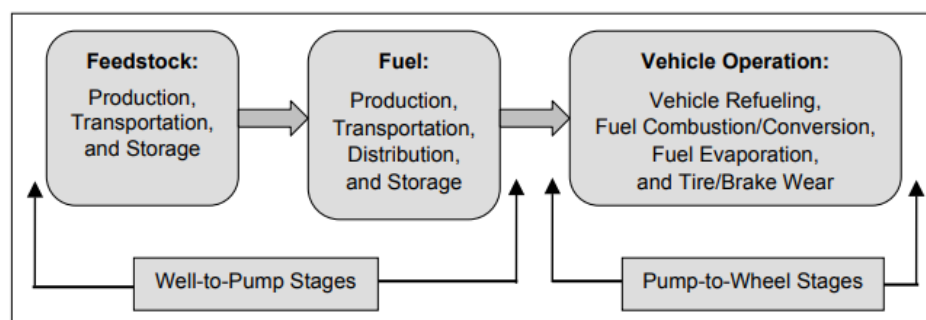 Feedstock:
Production,
Transportation,
and Storage
Fuel:
Production,
Transportation,
Distribution,
and Storage
Vehicle Operation:
Vehicle Refueling,
Fuel Combustion/Conversion,
Fuel Evaporation,
and Tire/Brake Wear
Well-to-Pump Stages
Pump-to-Wheel Stages